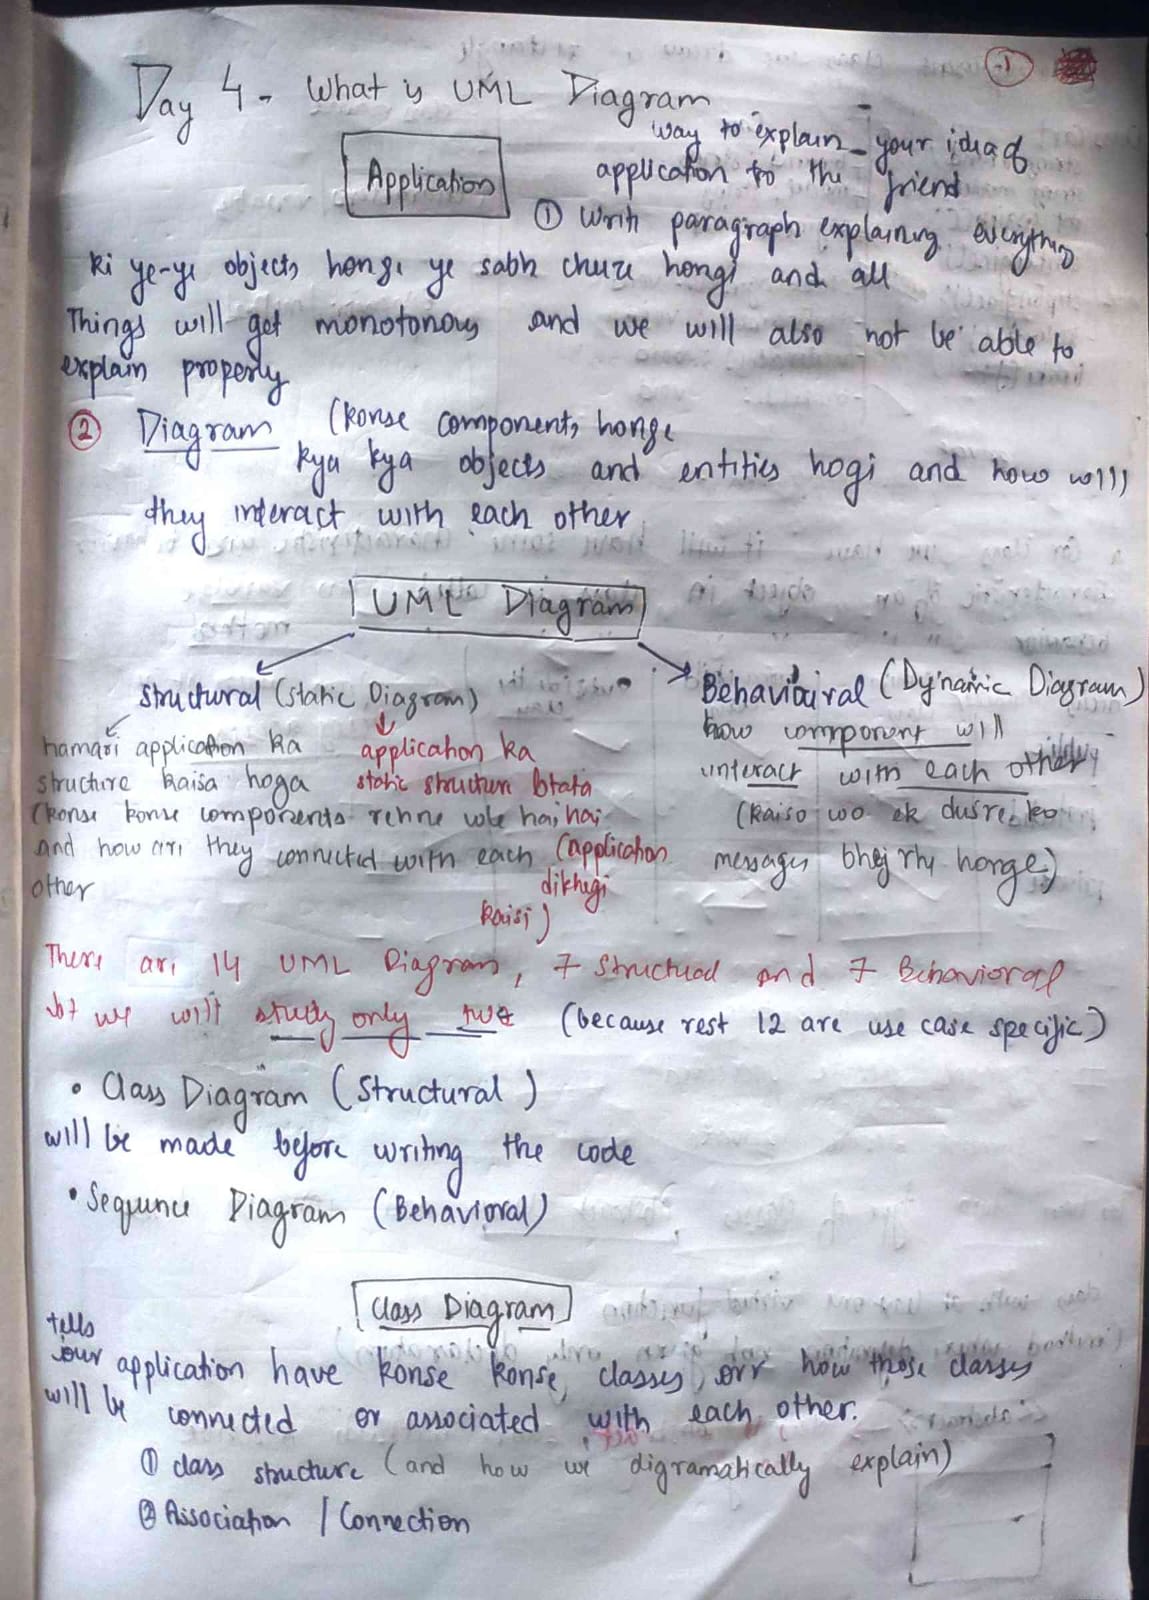 1
Day 4 - What is UML Diagram
Application
way to explain your idea of
application to the friend
① Write paragraph explaining everything
ki ye-ye objects honge ye sabh chize hongi and all
Things will get monotonous and we will also not be able to
explain properly
② Diagram (konse components honge
kya kya objects and entities hogi and how will
they interact with each other
UML Diagram
Structural (Static Diagram)
hamari application ka
structure kaisa hoga
(konse konse components rehne wle hai
and how are they connected with each
other
application ka
static structure btata
hai
(application
dikhegi
kaisi)
Behavioural (Dynamic Diagram)
how component will
interact with each other
(kaise wo ek dusre ko
messages bhej rhy honge)
There are 14 UML Diagram, 7 Structual and 7 Behavioral
bt we will study only two (because rest 12 are use case specific)
• Class Diagram (Structural)
will be made before writing the code
• Sequence Diagram (Behavioral)
Class Diagram
tells
our application have konse konse classes orr how those classes
will be connected or associated with each other.
① class structure (and how we digramatically explain)
② Association / Connection